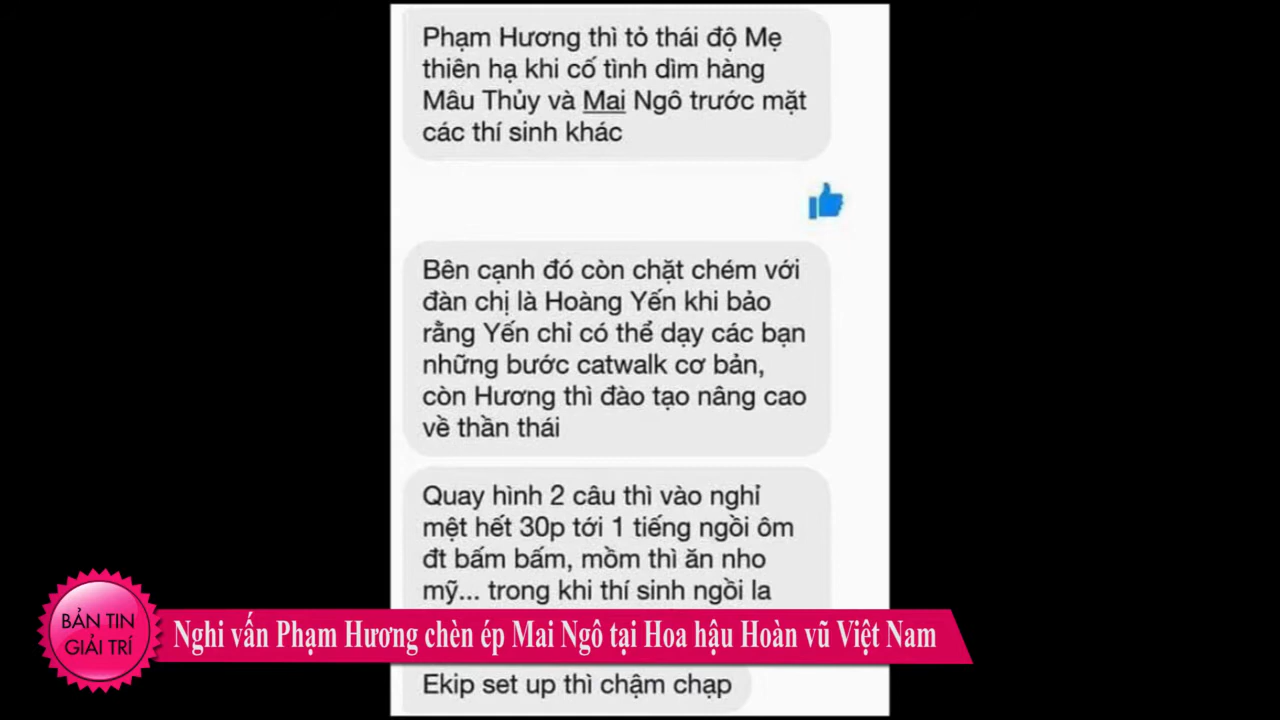 Phạm Hương thì tỏ thái độ Mẹ
thiên hạ khi cố tình dìm hàng
Mâu Thủy và Mai Ngô trước mặt
các thí sinh khác
Bên cạnh đó còn chặt chém với
đàn chị là Hoàng Yến khi bảo
rằng Yến chỉ có thể dạy các bạn
những bước catwalk cơ bản,
còn Hương thì đào tạo nâng cao
về thần thái
Quay hình 2 câu thì vào nghỉ
mệt hết 30p tới 1 tiếng ngồi ôm
đt bấm bấm, mồm thì ăn nho
mỹ... trong khi thí sinh ngồi la
BẢN TIN
GIẢI TRÍ
Nghi vấn Phạm Hương chèn ép Mai Ngô tại Hoa hậu Hoàn vũ Việt Nam
Ekip set up thì chậm chạp